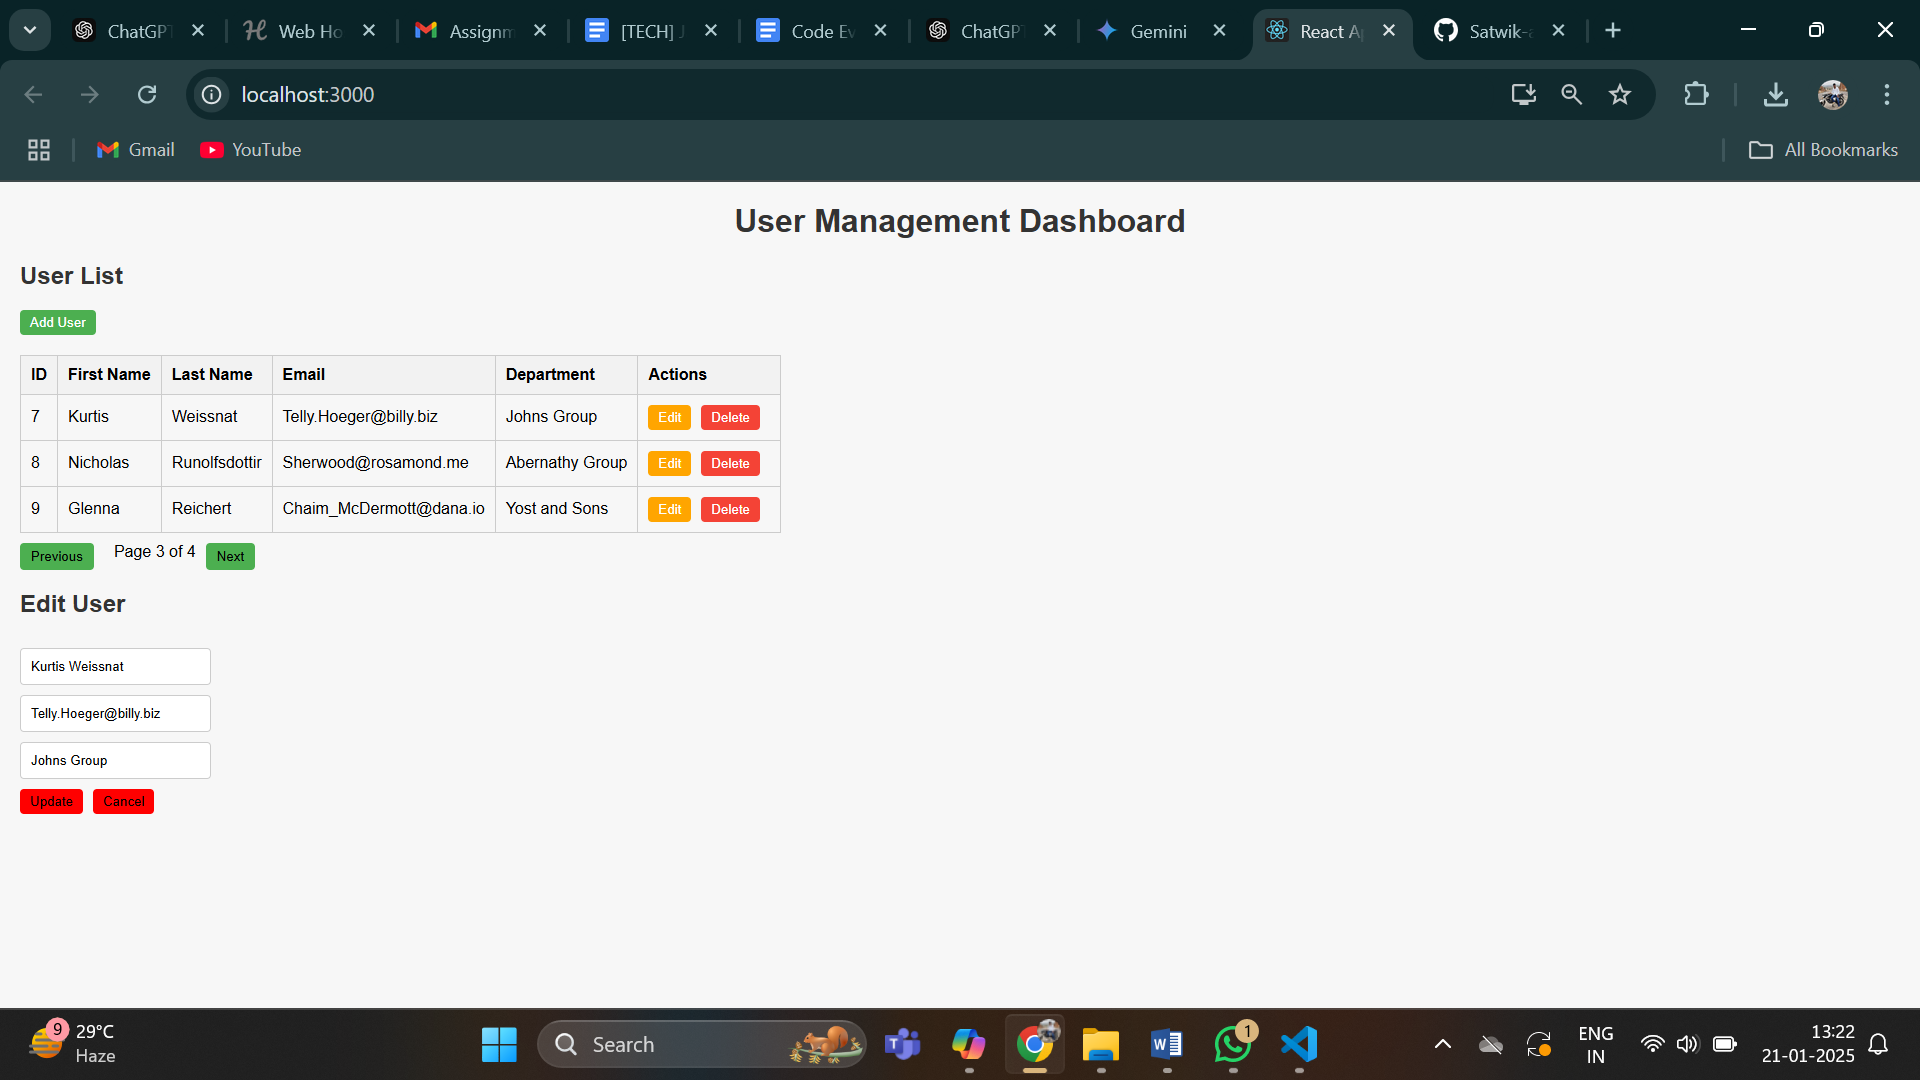 ChatGPT
Web Ho
Assignm
[TECH] J
Code Ev
ChatGPT
Gemini
React Ap
Satwik-a
localhost:3000
Gmail
YouTube
All Bookmarks
User Management Dashboard
User List
Add User
ID First Name Last Name Email Department Actions
7 Kurtis Weissnat Telly.Hoeger@billy.biz Johns Group Edit Delete
8 Nicholas Runolfsdottir Sherwood@rosamond.me Abernathy Group Edit Delete
9 Glenna Reichert Chaim_McDermott@dana.io Yost and Sons Edit Delete
Previous Page 3 of 4 Next
Edit User
Kurtis Weissnat
Telly.Hoeger@billy.biz
Johns Group
Update Cancel
9
29°C
Haze
Search
1
ENG
IN
13:22
21-01-2025